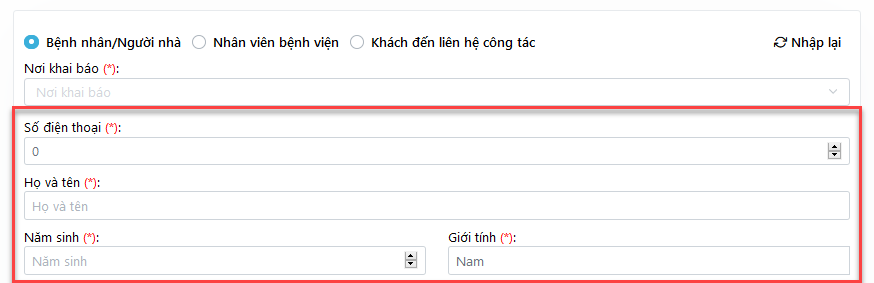 Bệnh nhân/Người nhà Nhân viên bệnh viện Khách đến liên hệ công tác Nhập lại
Nơi khai báo (*):
Nơi khai báo
Số điện thoại (*):
0
Họ và tên (*):
Họ và tên
Năm sinh (*): Giới tính (*):
Năm sinh Nam